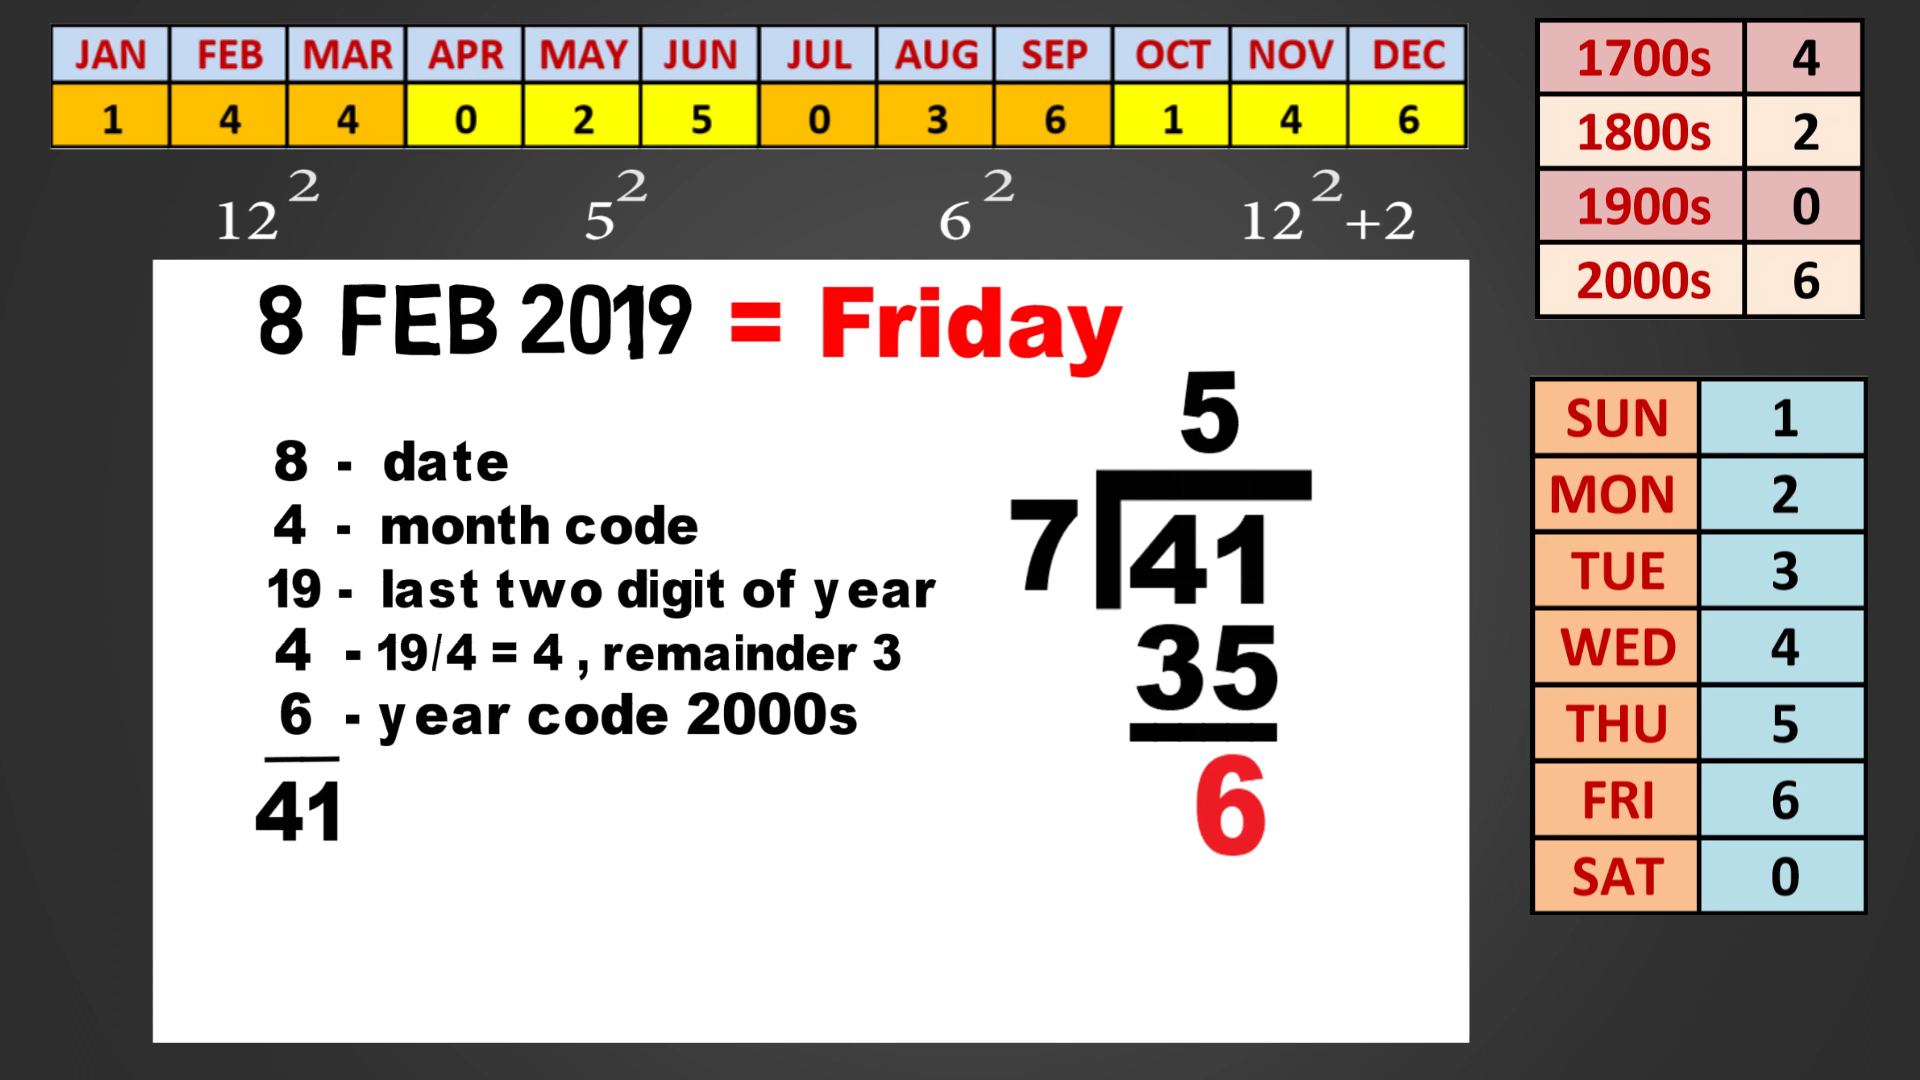 JAN FEB MAR APR MAY JUN JUL AUG SEP OCT NOV DEC
1 4 4 0 2 5 0 3 6 1 4 6
12² 5² 6² 12²+2
8 FEB 2019 = Friday
8 - date
4 - month code
19 - last two digit of year
4 - 19/4 = 4 , remainder 3
6 - year code 2000s
41
5
7 41
35
6
1700s 4
1800s 2
1900s 0
2000s 6
SUN 1
MON 2
TUE 3
WED 4
THU 5
FRI 6
SAT 0